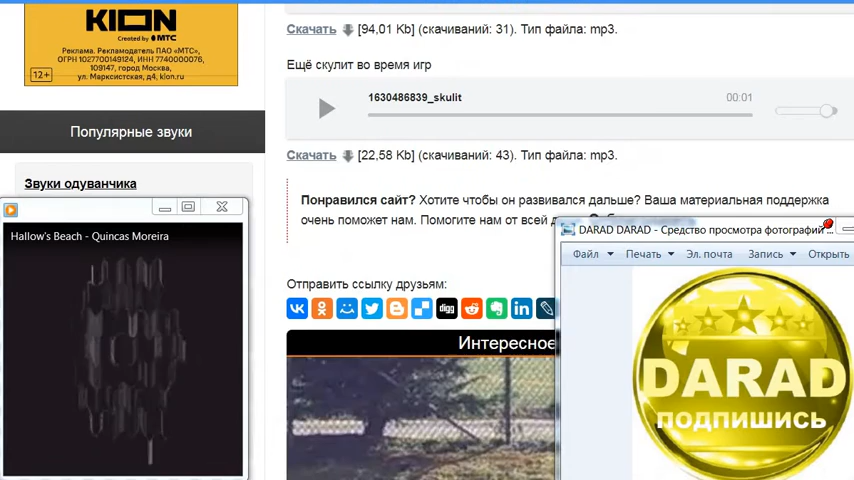 KION
Created by МТС
Реклама. Рекламодатель ПАО «МТС»,
ОГРН 1027700149124, ИНН 7740000076,
109147, город Москва,
ул. Марксистская, д4, kion.ru
12+
Популярные звуки
Звуки одуванчика
Скачать [94,01 Kb] (скачиваний: 31). Тип файла: mp3.
Ещё скулит во время игр
1630486839_skulit 00:01
Скачать [22,58 Kb] (скачиваний: 43). Тип файла: mp3.
Понравился сайт? Хотите чтобы он развивался дальше? Ваша материальная поддержка
очень поможет нам. Помогите нам от всей
Отправить ссылку друзьям:
digg
in
Интересное
Hallow's Beach - Quincas Moreira
DARAD DARAD - Средство просмотра фотографий ...
Файл Печать Эл. почта Запись Открыть
DARAD
подпишись